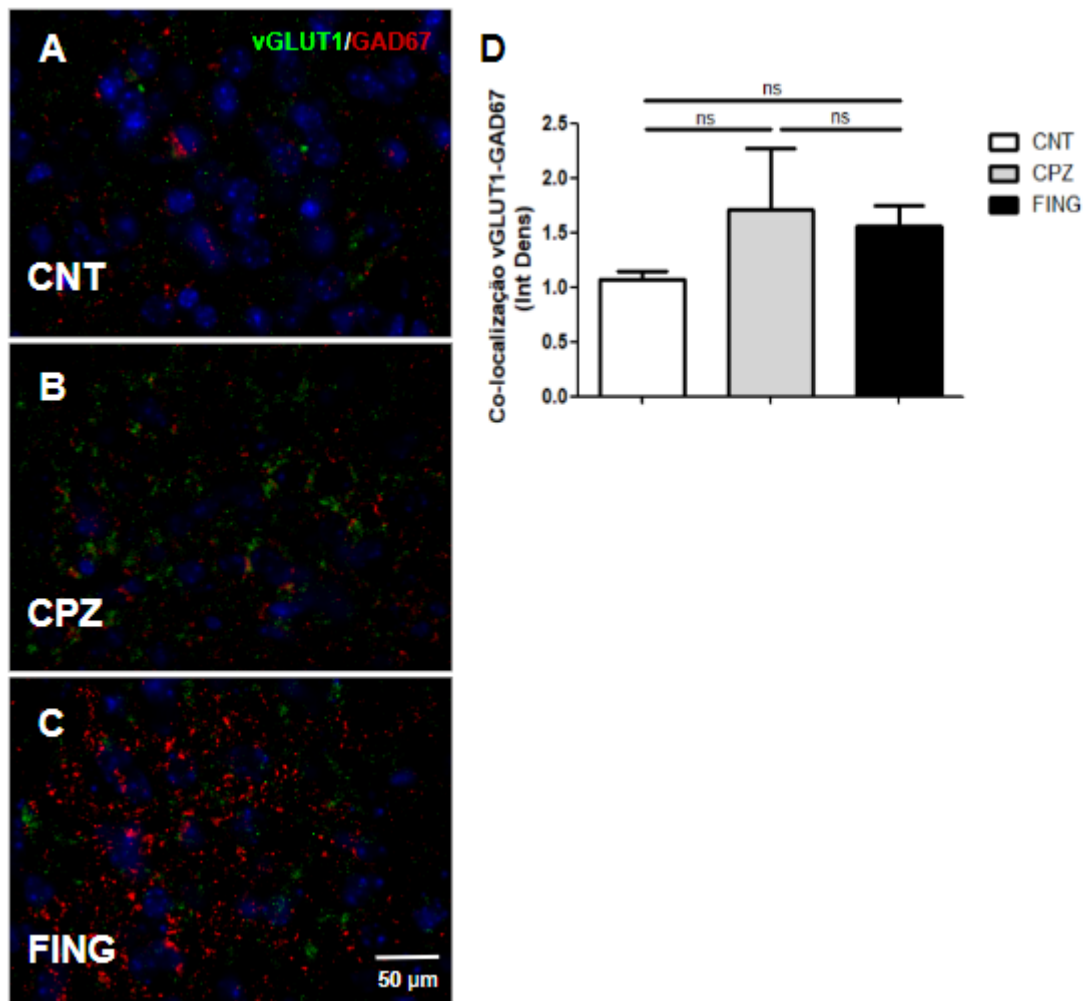 A
vGLUT1/GAD67
CNT
B
CPZ
C
FING
50 µm
D
ns
ns
ns
Co-localização vGLUT1-GAD67
(Int Dens)
2.5
2.0
1.5
1.0
0.5
0.0
CNT
CPZ
FING